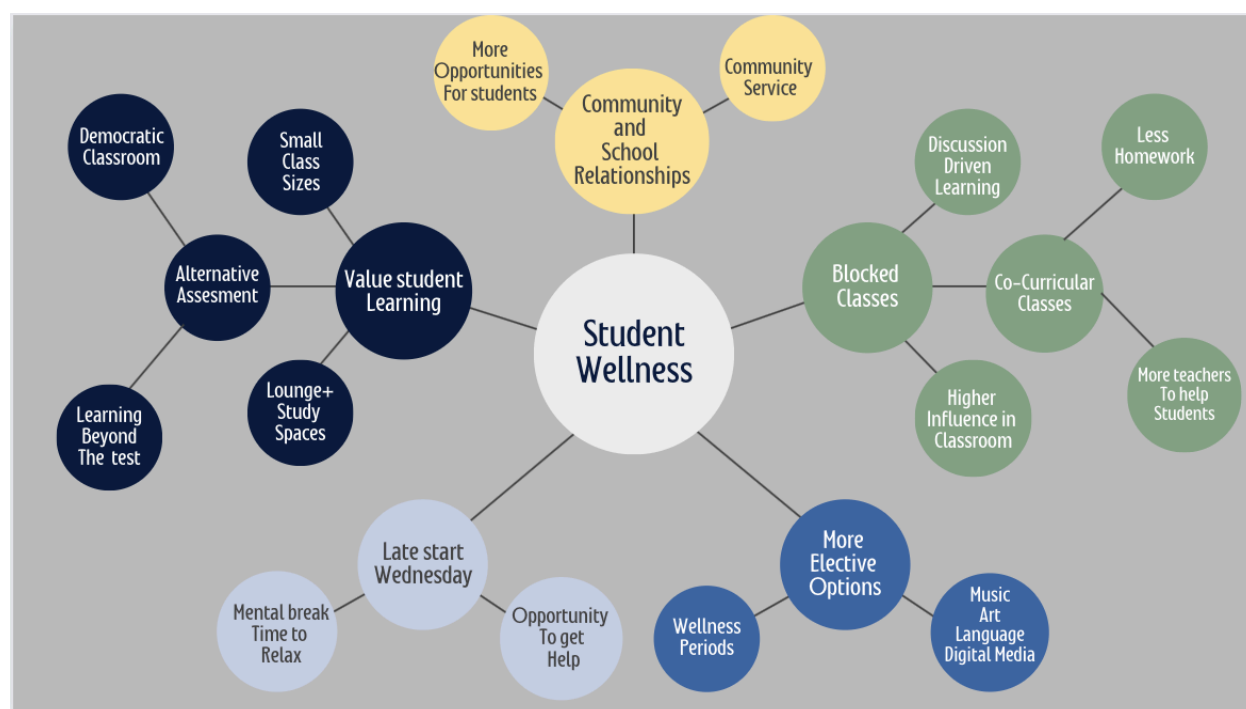 More
Opportunities
For students
Community
and
School
Relationships
Community
Service
Democratic
Classroom
Small
Class
Sizes
Alternative
Assesment
Value student
Learning
Learning
Beyond
The test
Lounge+
Study
Spaces
Student
Wellness
Discussion
Driven
Learning
Less
Homework
Blocked
Classes
Co-Curricular
Classes
Higher
Influence in
Classroom
More teachers
To help
Students
Late start
Wednesday
Mental break
Time to
Relax
Opportunity
To get
Help
More
Elective
Options
Wellness
Periods
Music
Art
Language
Digital Media